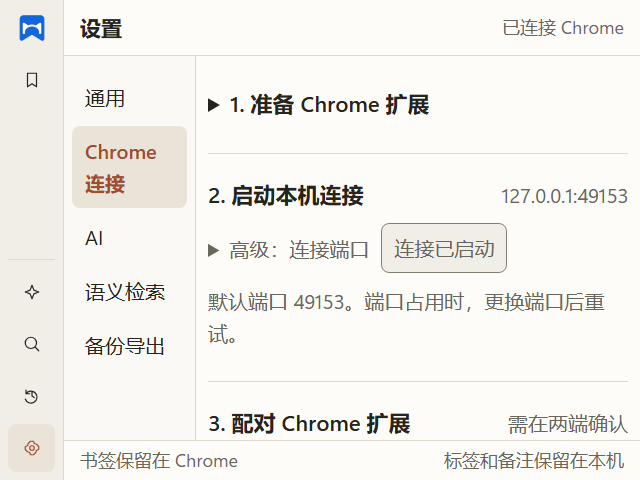 设置
已连接 Chrome
通用
Chrome
连接
AI
语义检索
备份导出
1. 准备 Chrome 扩展
2. 启动本机连接
127.0.0.1:49153
高级：连接端口
连接已启动
默认端口 49153。端口占用时，更换端口后重
试。
3. 配对 Chrome 扩展
需在两端确认
书签保留在 Chrome
标签和备注保留在本机